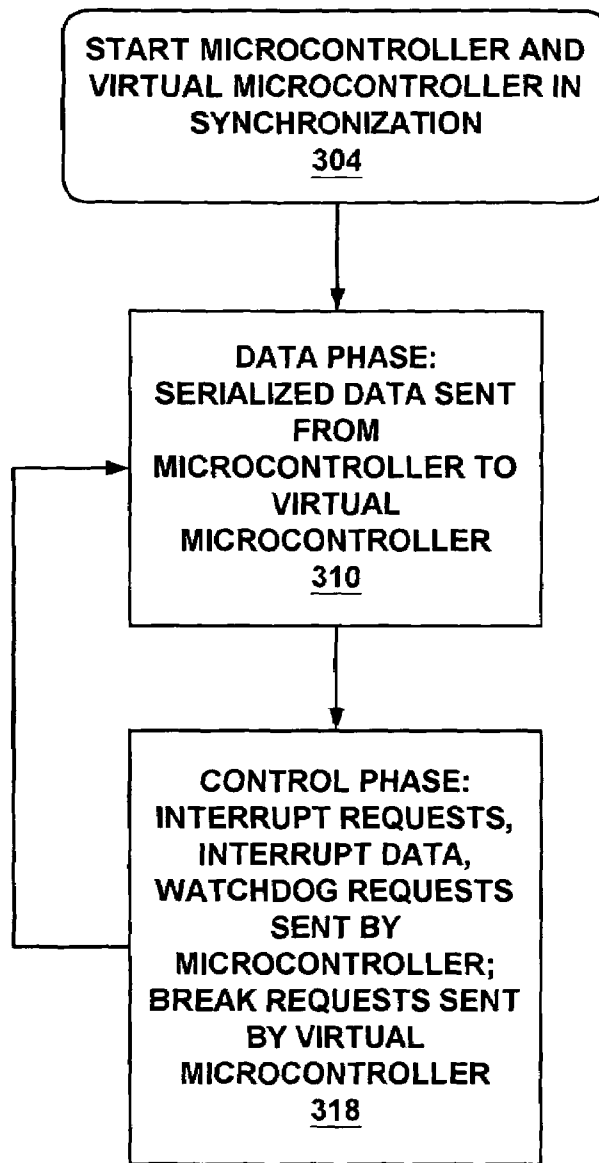 START MICROCONTROLLER AND
VIRTUAL MICROCONTROLLER IN
SYNCHRONIZATION
304
DATA PHASE:
SERIALIZED DATA SENT
FROM
MICROCONTROLLER TO
VIRTUAL
MICROCONTROLLER
310
CONTROL PHASE:
INTERRUPT REQUESTS,
INTERRUPT DATA,
WATCHDOG REQUESTS
SENT BY
MICROCONTROLLER;
BREAK REQUESTS SENT
BY VIRTUAL
MICROCONTROLLER
318